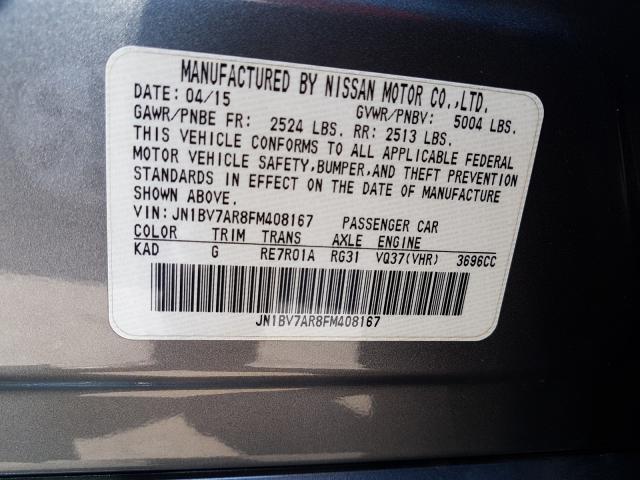 MANUFACTURED BY NISSAN MOTOR CO.,LTD.
DATE: 04/15 GVWR/PNBV: 5004 LBS.
GAWR/PNBE FR: 2524 LBS. RR: 2513 LBS.
THIS VEHICLE CONFORMS TO ALL APPLICABLE FEDERAL
MOTOR VEHICLE SAFETY,BUMPER,AND THEFT PREVENTION
STANDARDS IN EFFECT ON THE DATE OF MANUFACTURE
SHOWN ABOVE.
VIN:JN1BV7AR8FM408167 PASSENGER CAR
COLOR TRIM TRANS AXLE ENGINE
KAD G RE7R01A RG31 VQ37(VHR) 3696CC
JN1BV7AR8FM408167